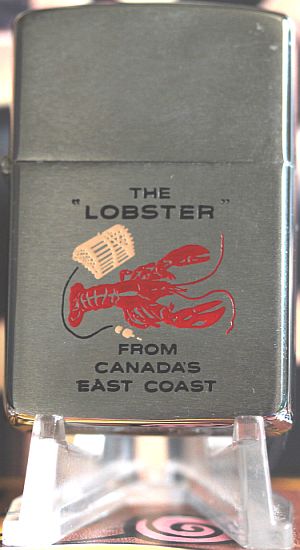 THE
"LOBSTER"
FROM
CANADA'S
EAST COAST